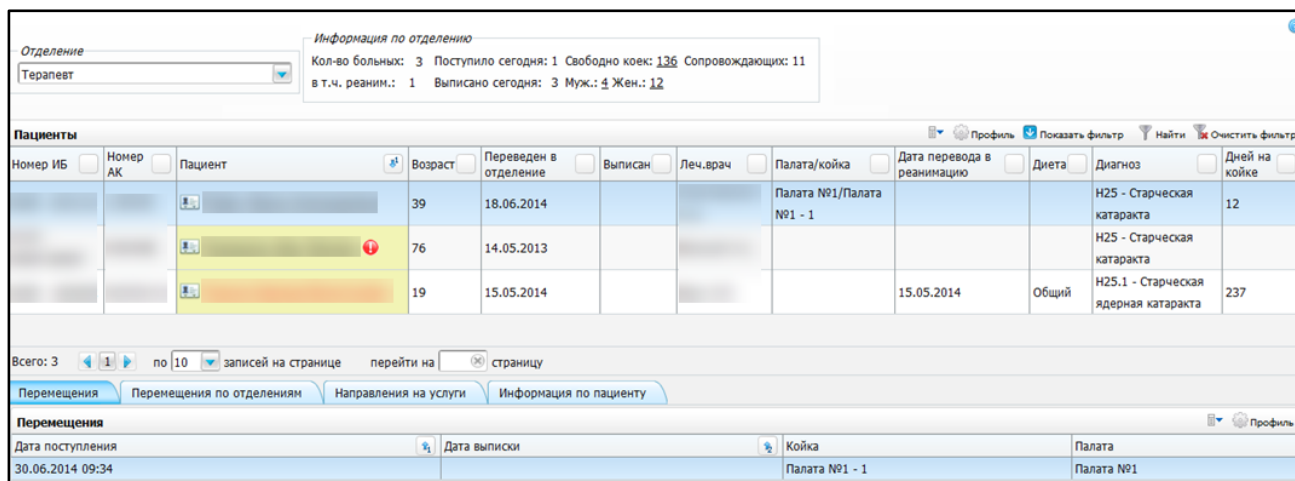 Отделение
Терапевт
Информация по отделению
Кол-во больных: 3 Поступило сегодня: 1 Свободно коек: 136 Сопровождающих: 11
в т.ч. реаним.: 1 Выписано сегодня: 3 Муж.: 4 Жен.: 12
Пациенты
Профиль Показать фильтр Найти Очистить фильтр
Номер ИБ Номер АК Пациент Возраст Переведен в отделение Выписан Леч.врач Палата/койка Дата перевода в реанимацию Диета Диагноз Дней на койке
39 18.06.2014 Палата №1/Палата №1 - 1 H25 - Старческая катаракта 12
76 14.05.2013 H25 - Старческая катаракта
19 15.05.2014 15.05.2014 Общий H25.1 - Старческая ядерная катаракта 237
Всего: 3 1 по 10 записей на странице перейти на страницу
Перемещения Перемещения по отделениям Направления на услуги Информация по пациенту
Перемещения
Профиль
Дата поступления 1 Дата выписки 2 Койка Палата
30.06.2014 09:34 Палата №1 - 1 Палата №1